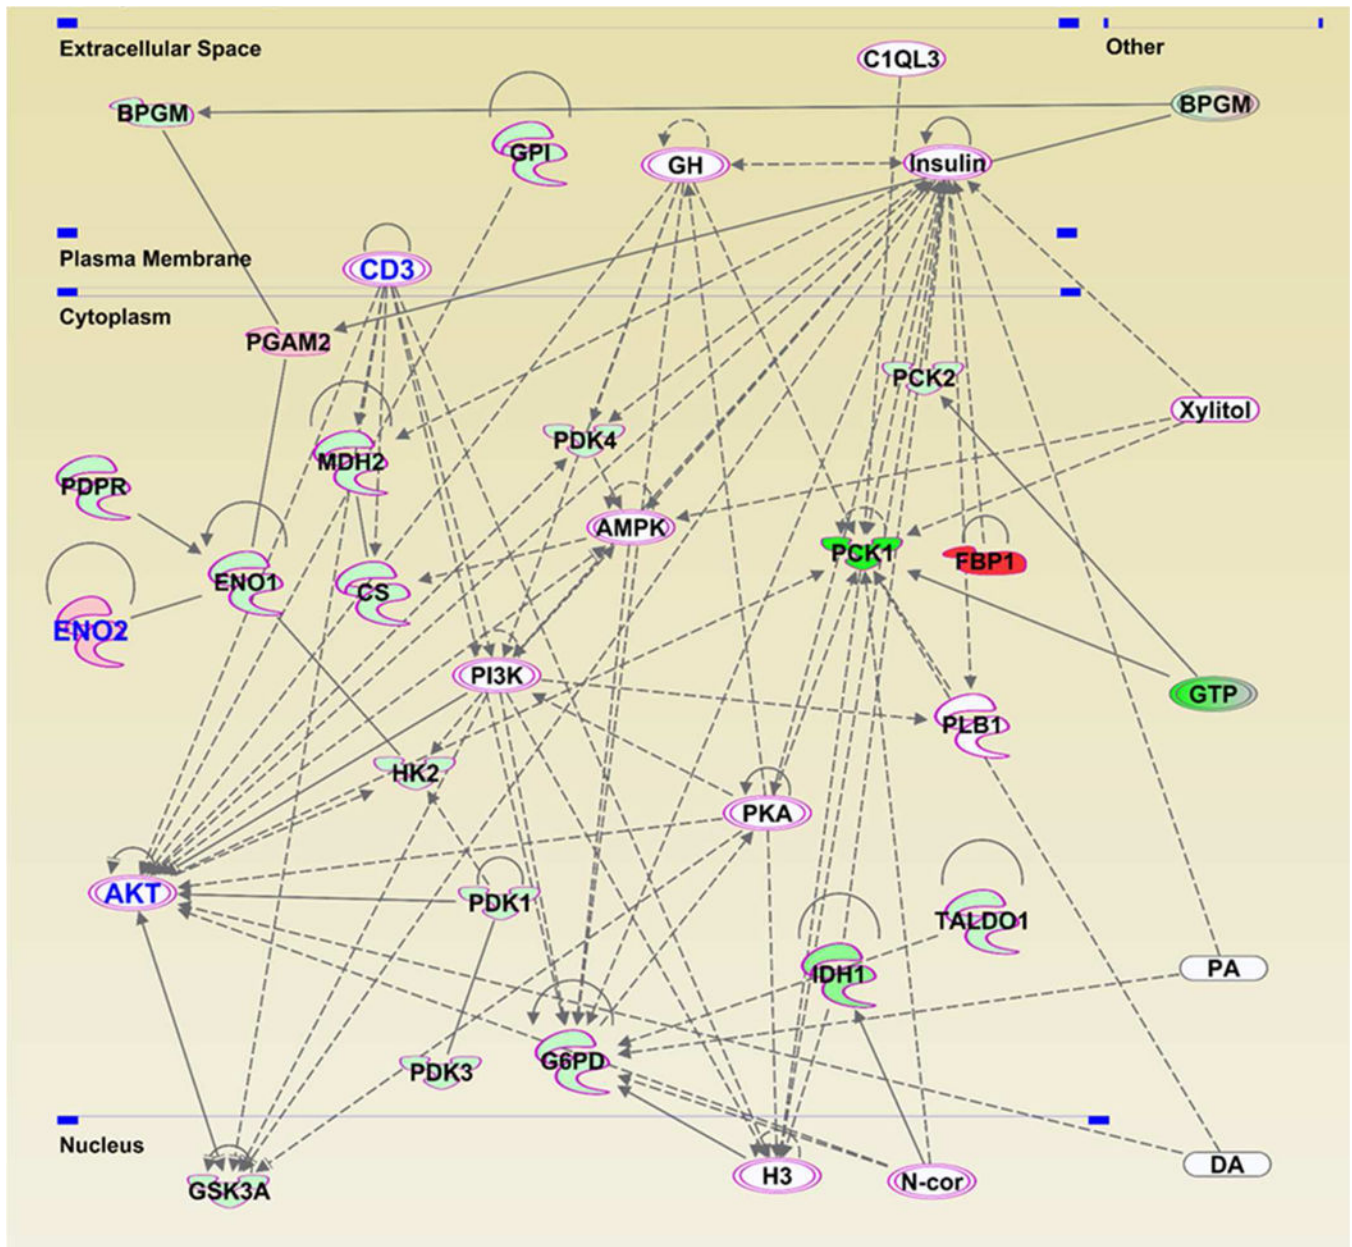 Extracellular Space
Other
C1QL3
BPGM
BPGM
GPI
GH
Insulin
Plasma Membrane
CD3
Cytoplasm
PGAM2
PCK2
Xylitol
PDK4
MDH2
PDPR
AMPK
PCK1
FBP1
ENO1
CS
ENO2
PI3K
GTP
PLB1
HK2
PKA
AKT
PDK1
TALDO1
IDH1
PA
G6PD
PDK3
Nucleus
DA
H3
N-cor
GSK3A